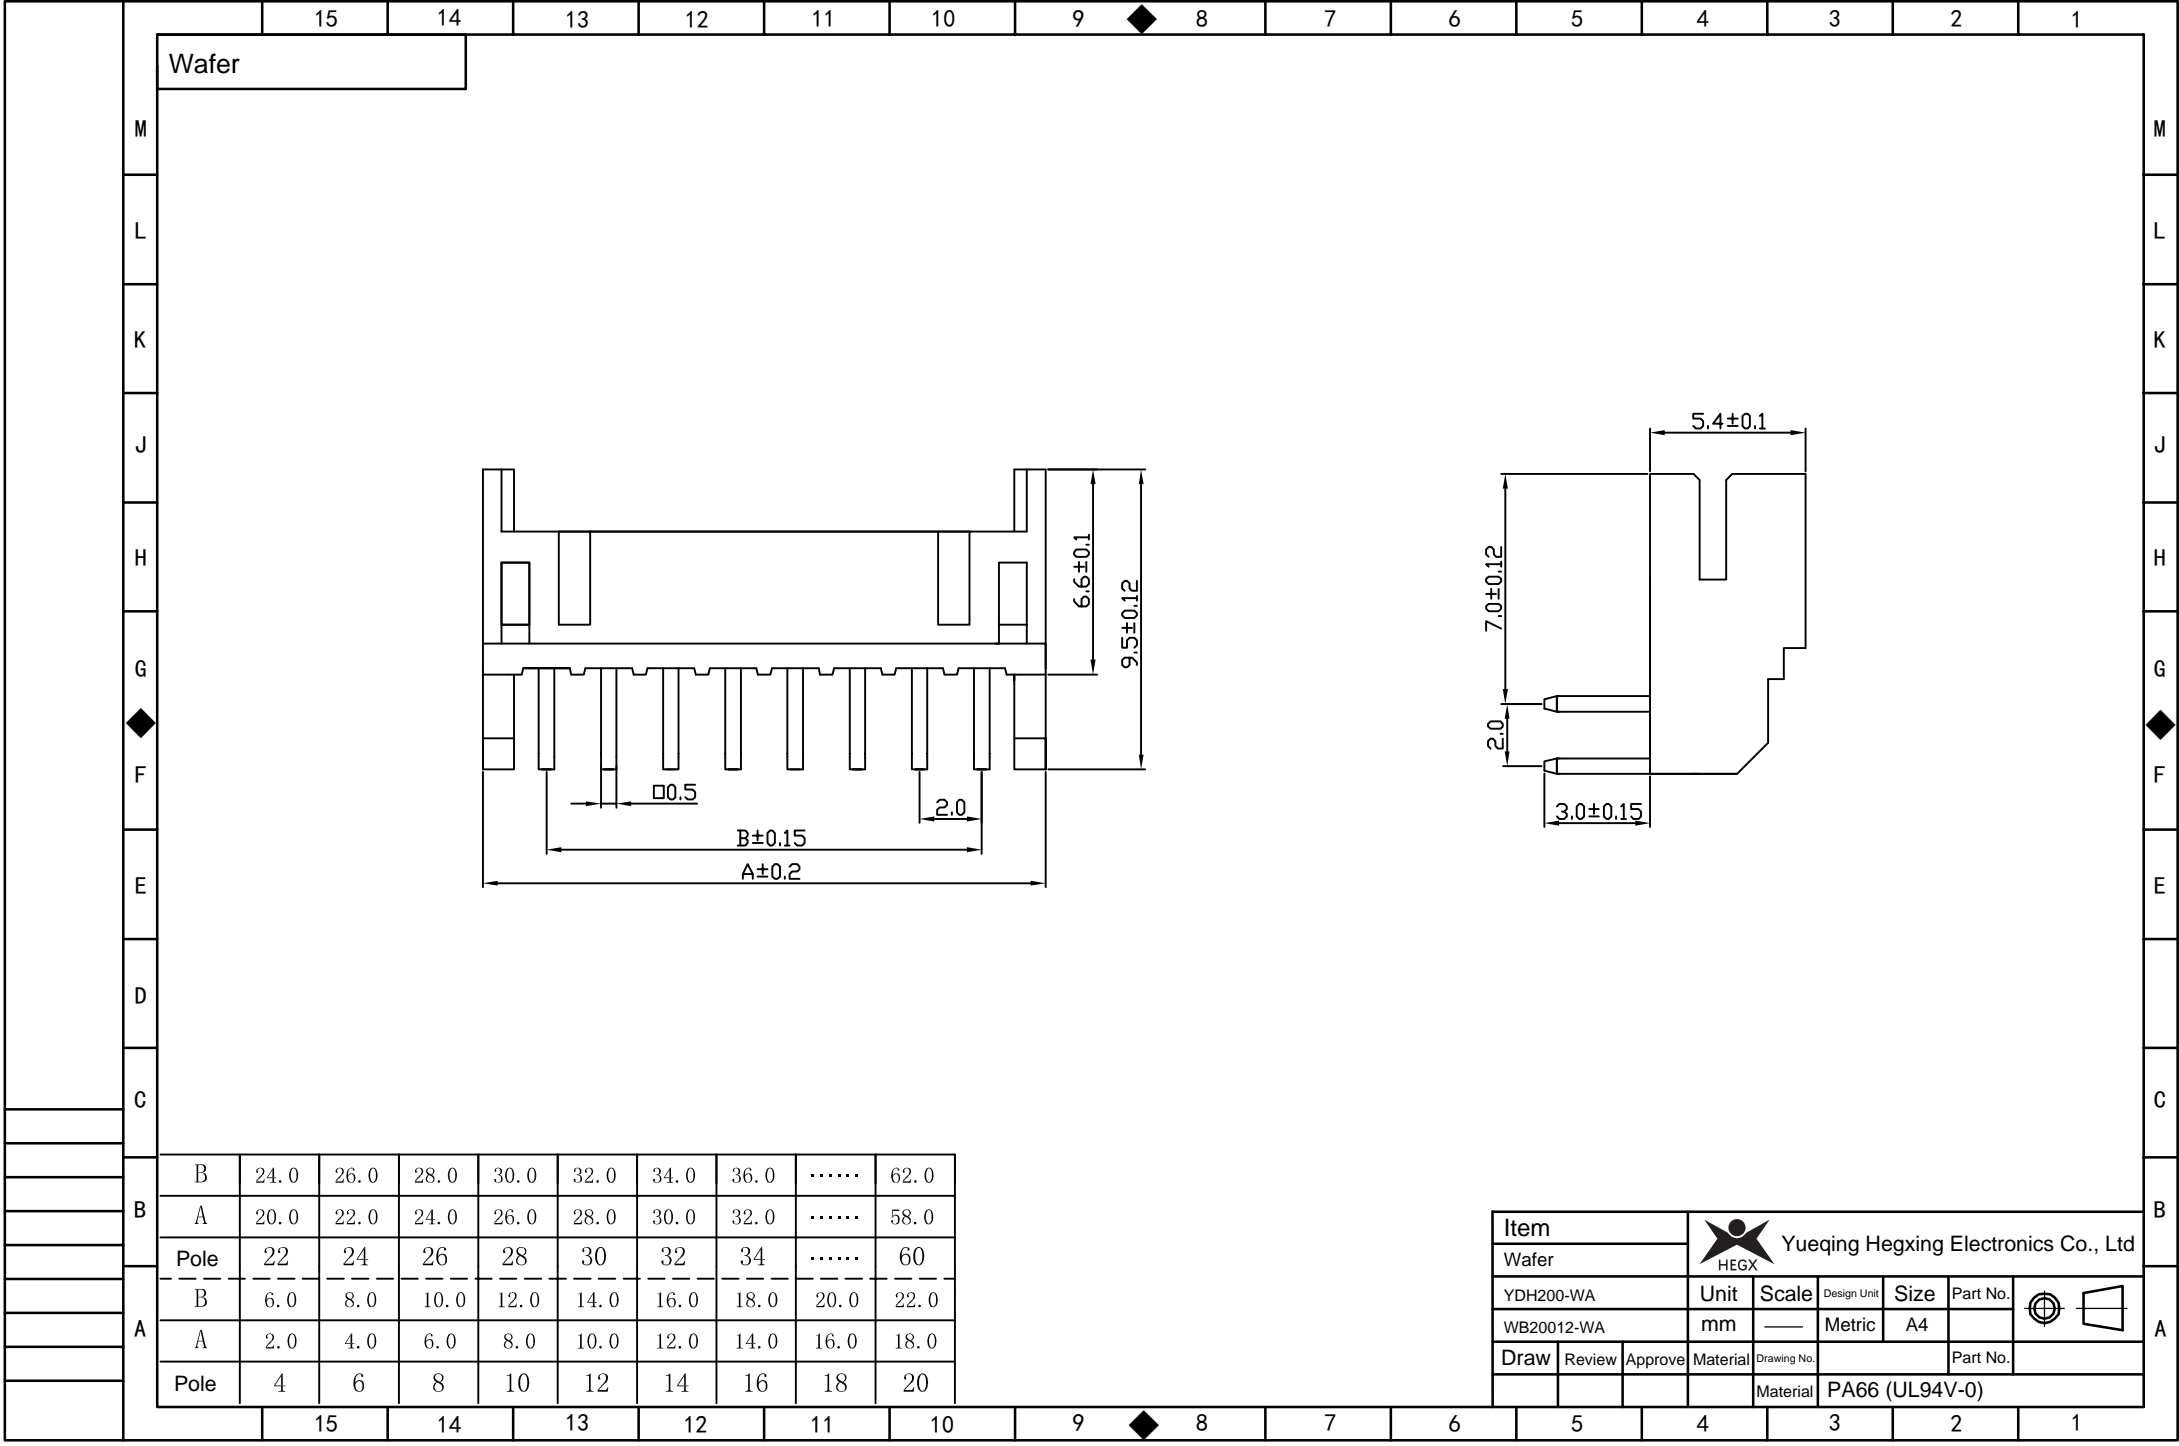 15 14 13 12 11 10 9 8 7 6 5 4 3 2 1
Wafer
M M
L L
K K
J J
H H
G G
F F
E E
D
C C
B B
A A
6.6±0.1
9.5±0.12
□0.5
2.0
B±0.15
A±0.2
5.4±0.1
7.0±0.12
2.0
3.0±0.15
B 24.0 26.0 28.0 30.0 32.0 34.0 36.0 ...... 62.0
A 20.0 22.0 24.0 26.0 28.0 30.0 32.0 ...... 58.0
Pole 22 24 26 28 30 32 34 ...... 60
B 6.0 8.0 10.0 12.0 14.0 16.0 18.0 20.0 22.0
A 2.0 4.0 6.0 8.0 10.0 12.0 14.0 16.0 18.0
Pole 4 6 8 10 12 14 16 18 20
Item
Wafer
HEGX
Yueqing Hegxing Electronics Co., Ltd
YDH200-WA Unit Scale Design Unit Size Part No.
WB20012-WA mm —— Metric A4
Draw Review Approve Material Drawing No. Part No.
Material PA66 (UL94V-0)
15 14 13 12 11 10 9 8 7 6 5 4 3 2 1